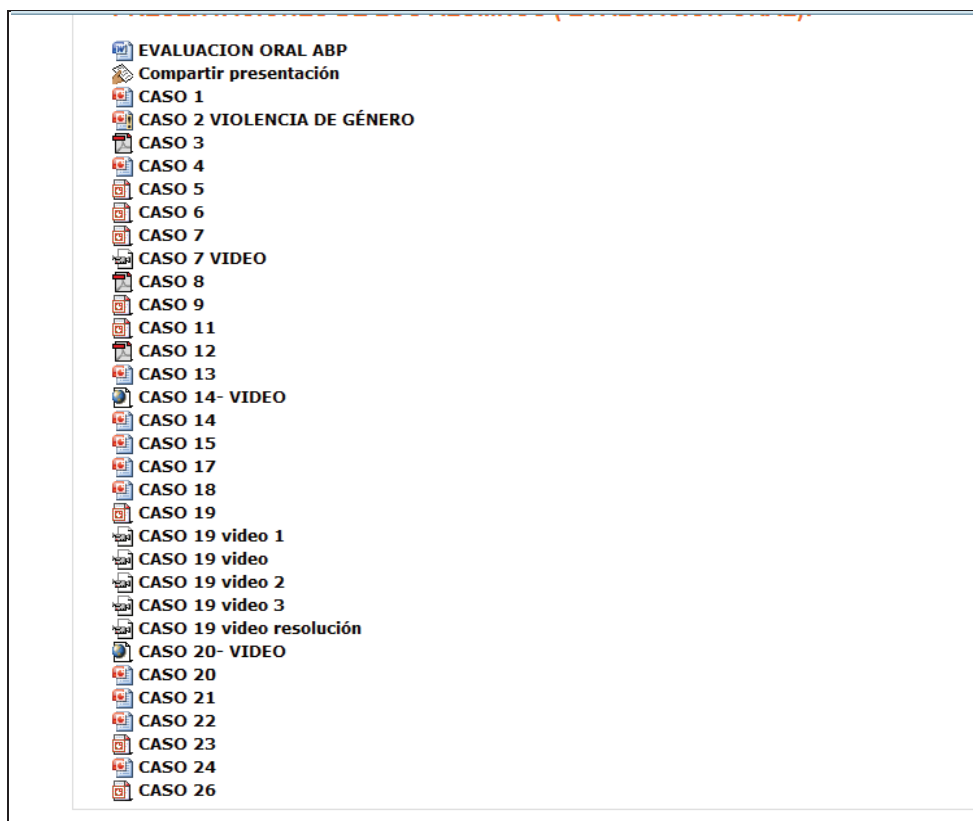 EVALUACION ORAL ABP
Compartir presentación
CASO 1
CASO 2 VIOLENCIA DE GÉNERO
CASO 3
CASO 4
CASO 5
CASO 6
CASO 7
CASO 7 VIDEO
CASO 8
CASO 9
CASO 11
CASO 12
CASO 13
CASO 14- VIDEO
CASO 14
CASO 15
CASO 17
CASO 18
CASO 19
CASO 19 video 1
CASO 19 video
CASO 19 video 2
CASO 19 video 3
CASO 19 video resolución
CASO 20- VIDEO
CASO 20
CASO 21
CASO 22
CASO 23
CASO 24
CASO 26